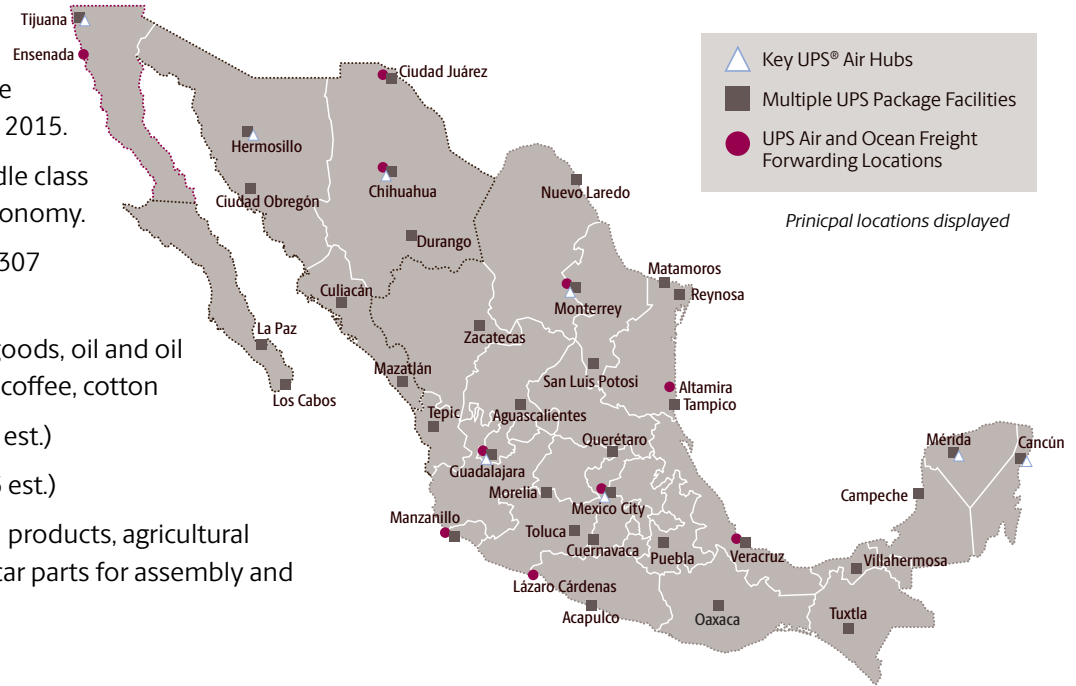 Tijuana
Ensenada
Ciudad Juárez
Key UPS® Air Hubs
Multiple UPS Package Facilities
UPS Air and Ocean Freight
Forwarding Locations
Prinicpal locations displayed
e
2015.
dle class
onomy.
307
goods, oil and oil
coffee, cotton
est.)
5 est.)
l products, agricultural
car parts for assembly and
Hermosillo
Chihuahua
Ciudad Obregón
Nuevo Laredo
Durango
Culiacán
Monterrey
Matamoros
Reynosa
La Paz
Zacatecas
Los Cabos
Mazatlán
San Luis Potosi
Altamira
Tampico
Tepic
Aguascalientes
Querétaro
Guadalajara
Morelia
Mexico City
Mérida
Cancún
Campeche
Manzanillo
Toluca
Cuernavaca
Puebla
Veracruz
Villahermosa
Lázaro Cárdenas
Acapulco
Oaxaca
Tuxtla